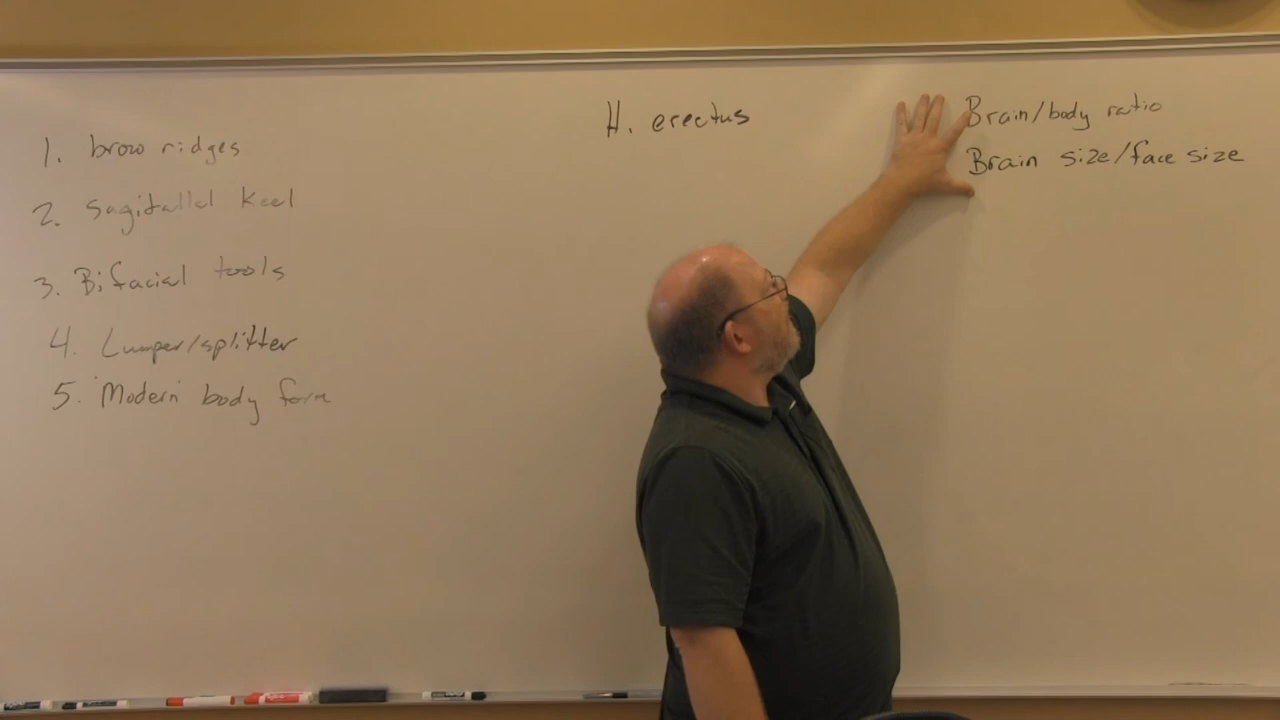 1. brow ridges
2. Sagitallal Keel
3. Bifacial tools
4. Lumper/splitter
5. "Modern" body form
H. erectus
Brain/body ratio
Brain size/face size